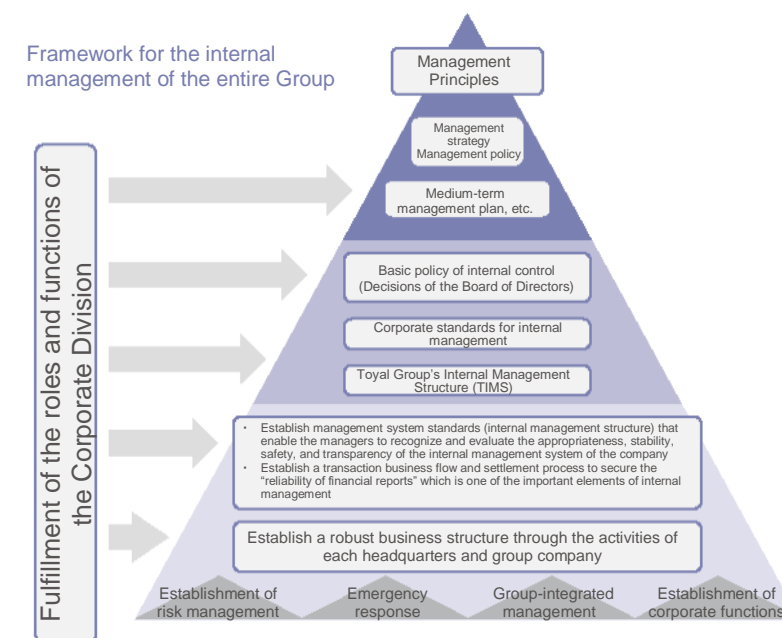 Framework for the internal
management of the entire Group
Management
Principles
Management
strategy
Management policy
Medium-term
management plan, etc.
Fulfillment of the roles and functions of
the Corporate Division
Basic policy of internal control
(Decisions of the Board of Directors)
Corporate standards for internal
management
Toyal Group's Internal Management
Structure (TIMS)
• Establish management system standards (internal management structure) that
enable the managers to recognize and evaluate the appropriateness, stability,
safety, and transparency of the internal management system of the company
• Establish a transaction business flow and settlement process to secure the
“reliability of financial reports” which is one of the important elements of internal
management
Establish a robust business structure through the activities of
each headquarters and group company
Establishment of
risk management
Emergency
response
Group-integrated
management
Establishment of
corporate functions